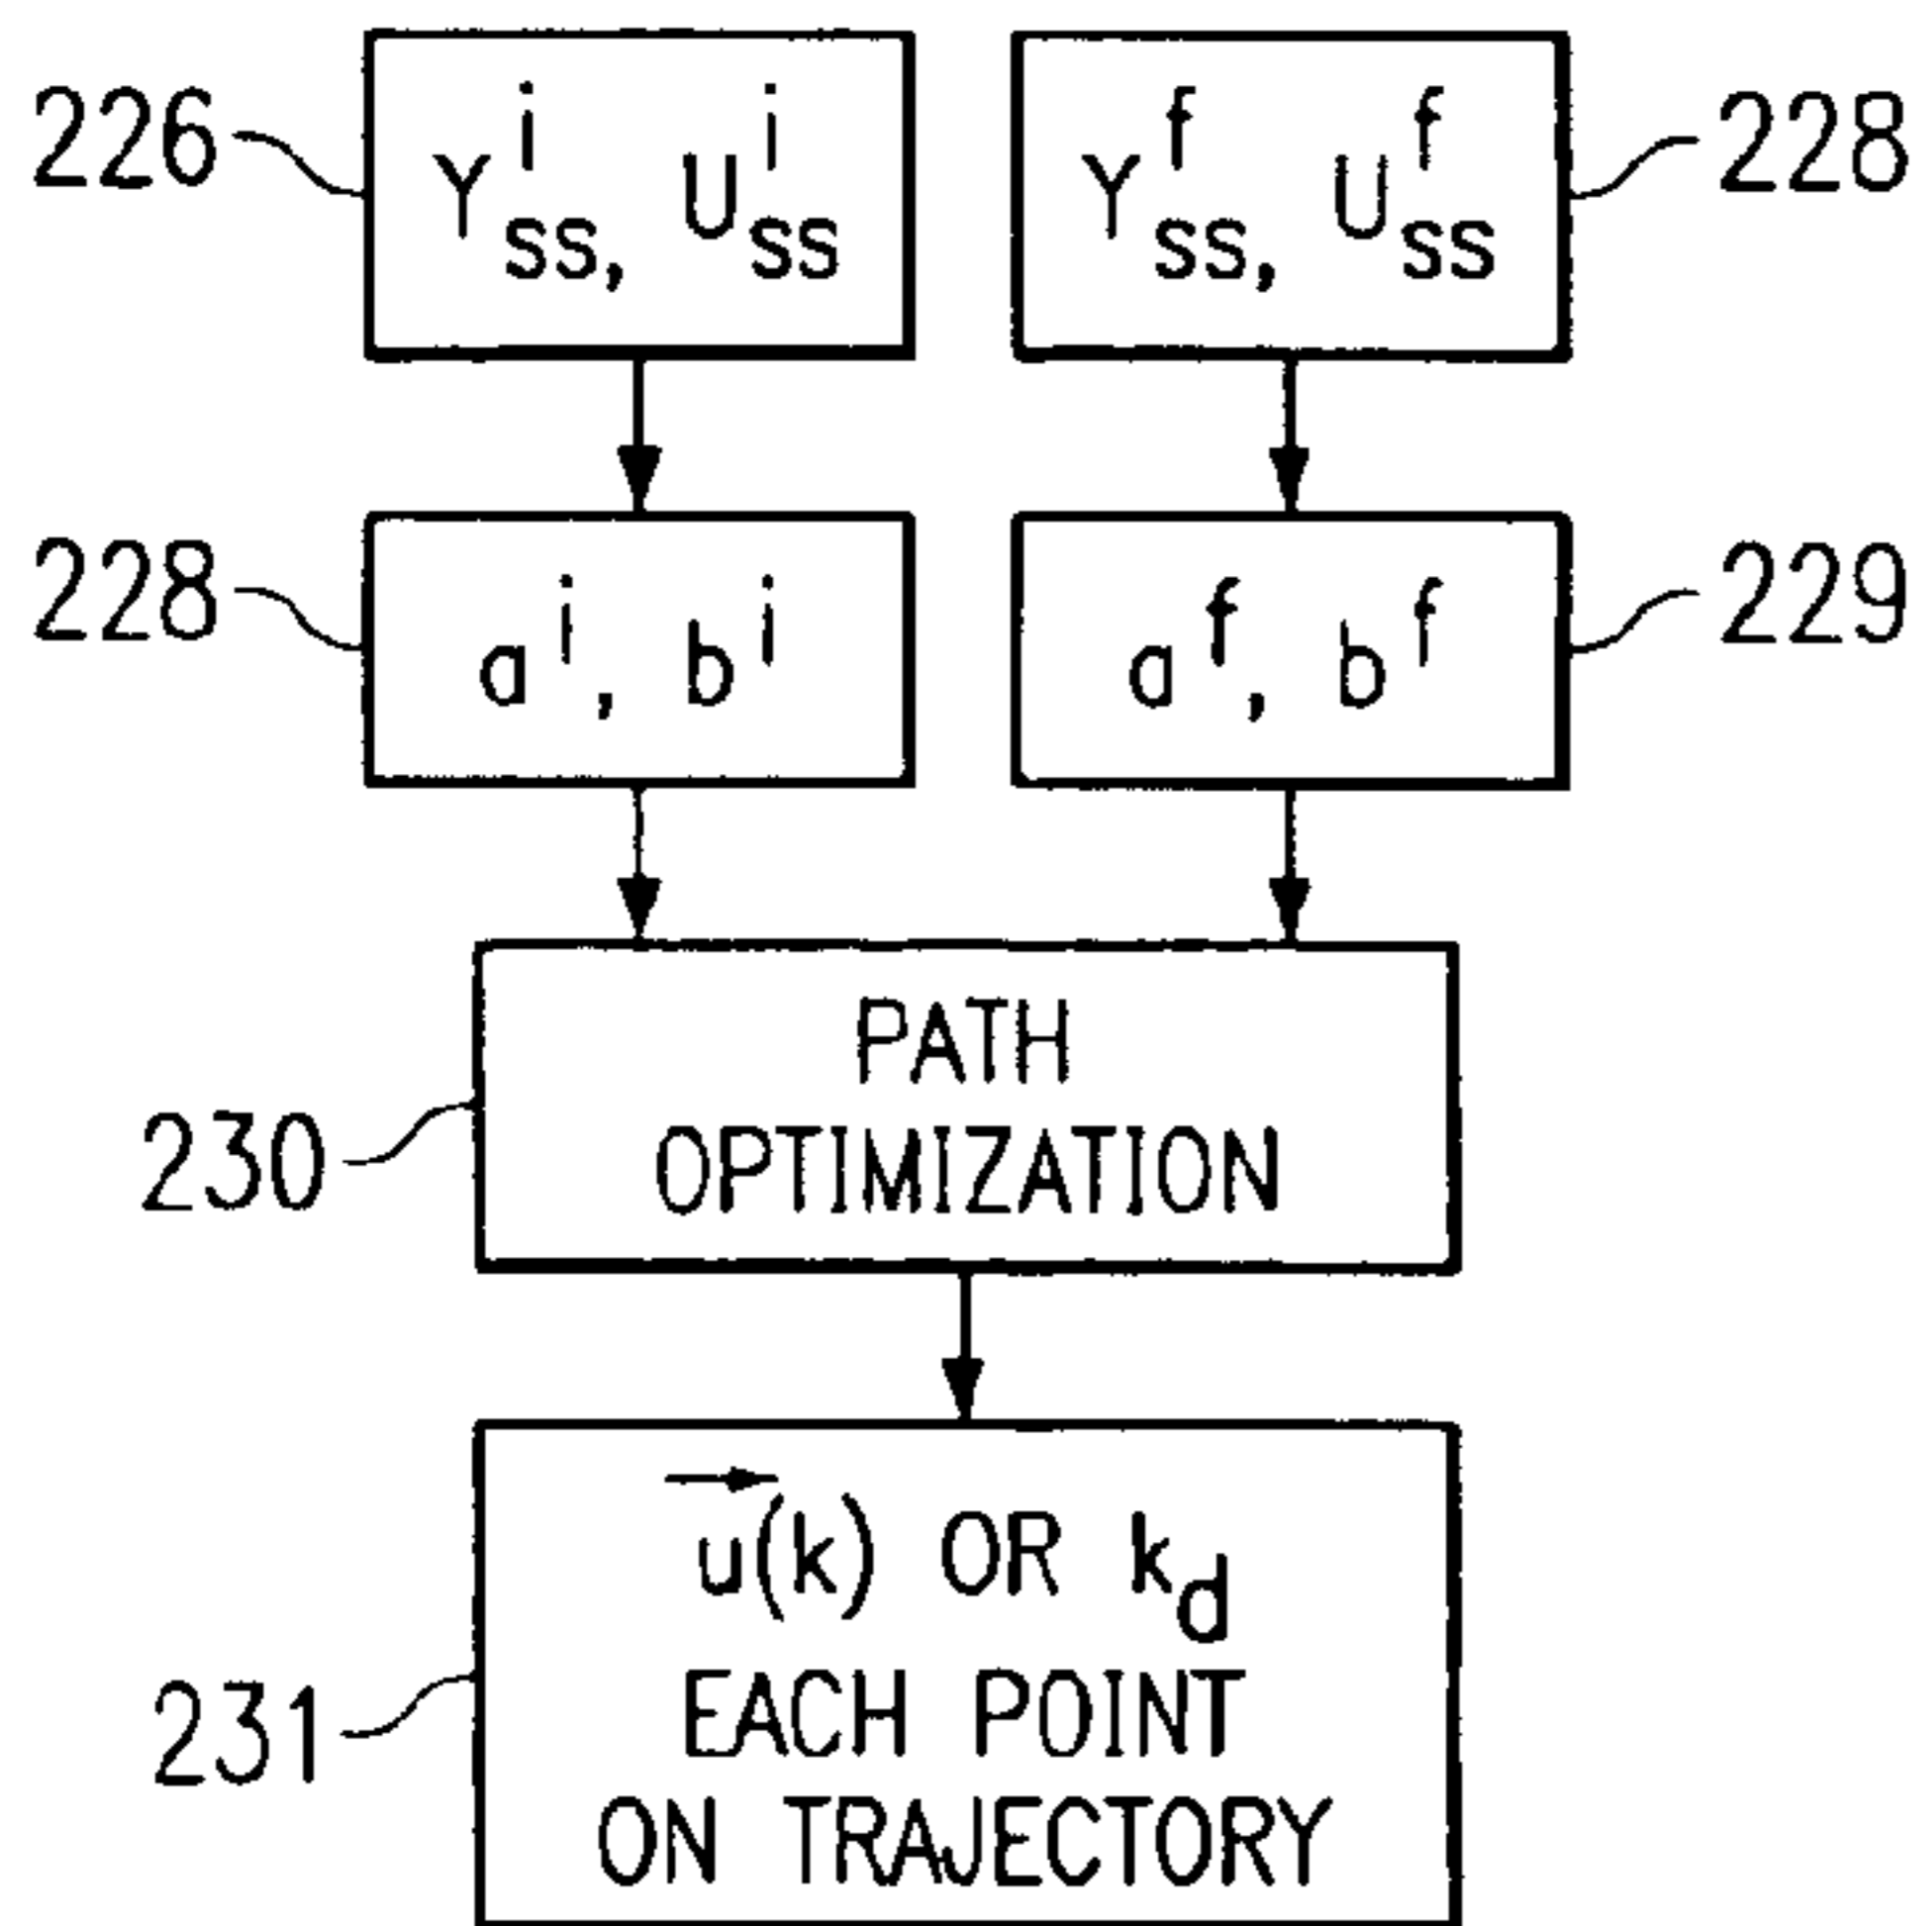 226
Y^i_ss, U^i_ss
Y^f_ss, U^f_ss
228
228
a^i, b^i
a^f, b^f
229
PATH
OPTIMIZATION
230
u⃗(k) OR k_d
EACH POINT
ON TRAJECTORY
231